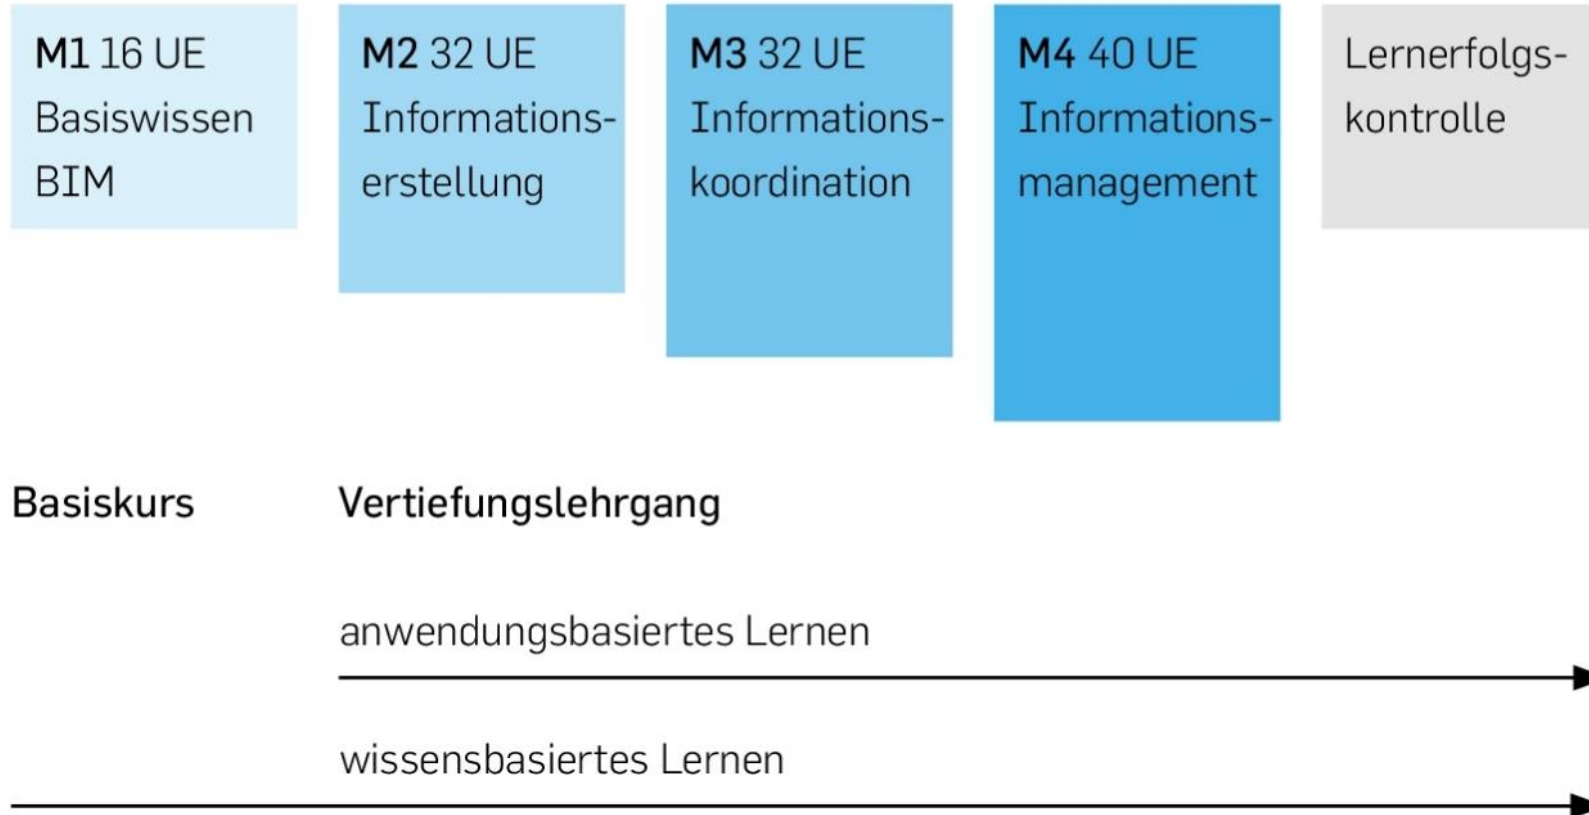 M1 16 UE
Basiswissen
BIM
M2 32 UE
Informations-
erstellung
M3 32 UE
Informations-
koordination
M4 40 UE
Informations-
management
Lernerfolgs-
kontrolle
Basiskurs
Vertiefungslehrgang
anwendungsbasiertes Lernen
wissensbasiertes Lernen